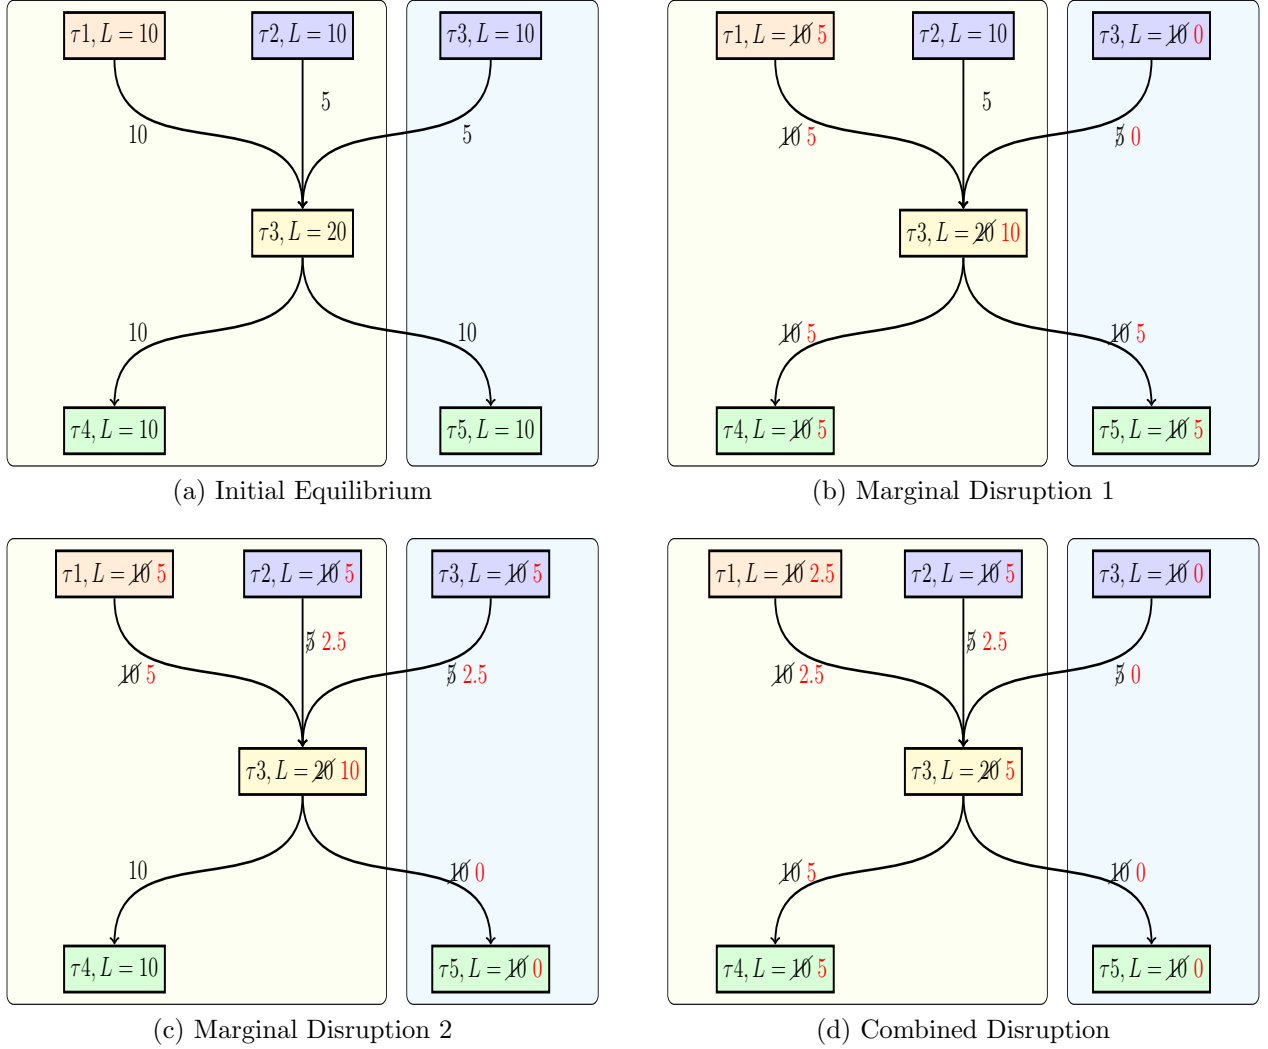 τ1, L = 10
τ2, L = 10
τ3, L = 10
5
10
5
τ3, L = 20
10
10
τ4, L = 10
τ5, L = 10
(a) Initial Equilibrium
τ1, L = 10 5
τ2, L = 10
τ3, L = 10 0
5
10 5
5 0
τ3, L = 20 10
10 5
10 5
τ4, L = 10 5
τ5, L = 10 5
(b) Marginal Disruption 1
τ1, L = 10 5
τ2, L = 10 5
τ3, L = 10 5
5 2.5
10 5
5 2.5
τ3, L = 20 10
10
10 0
τ4, L = 10
τ5, L = 10 0
(c) Marginal Disruption 2
τ1, L = 10 2.5
τ2, L = 10 5
τ3, L = 10 0
5 2.5
10 2.5
5 0
τ3, L = 20 5
10 5
10 0
τ4, L = 10 5
τ5, L = 10 0
(d) Combined Disruption